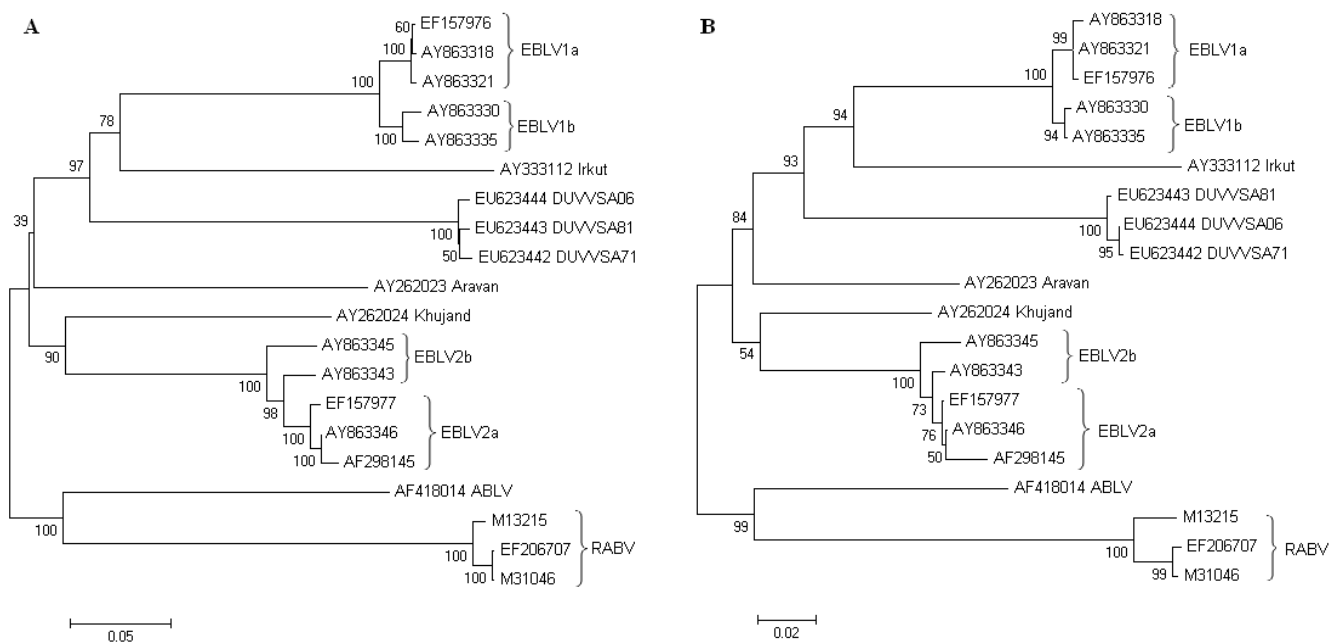 A
60
EF157976
100
AY863318
EBLV1a
AY863321
100
AY863330
EBLV1b
100
AY863335
78
AY333112 Irkut
97
EU623444 DUVVSA06
100
EU623443 DUVVSA81
50
EU623442 DUVVSA71
39
AY262023 Aravan
AY262024 Khujand
90
AY863345
EBLV2b
100
AY863343
98
EF157977
100
AY863346
EBLV2a
100
AF298145
AF418014 ABLV
100
M13215
100
EF206707
RABV
100
M31046
0.05
B
AY863318
99
AY863321
EBLV1a
100
EF157976
AY863330
EBLV1b
94
AY863335
94
AY333112 Irkut
93
EU623443 DUVVSA81
100
EU623444 DUVVSA06
95
EU623442 DUVVSA71
84
AY262023 Aravan
AY262024 Khujand
54
AY863345
EBLV2b
100
AY863343
73
EF157977
76
AY863346
EBLV2a
50
AF298145
AF418014 ABLV
99
M13215
100
EF206707
RABV
99
M31046
0.02